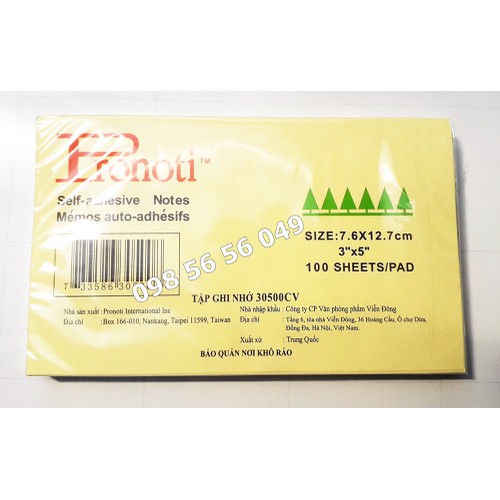 Pronoti™
Self-adhesive Notes
Mémos auto-adhésifs
SIZE:7.6X12.7cm
3"x5"
100 SHEETS/PAD
7 33586 30
098 56 56 049
TẬP GHI NHỚ 30500CV
Nhà sản xuất : Pronoti International Inc
Địa chỉ : Box 166-010, Nankang, Taipei 11599, Taiwan
Nhà nhập khẩu : Công ty CP Văn phòng phẩm Viễn Đông
Địa chỉ : Tầng 6, tòa nhà Viễn Đông, 36 Hoàng Cầu, Ô chợ Dừa,
Đống Đa, Hà Nội, Việt Nam.
Xuất xứ : Trung Quốc
BẢO QUẢN NƠI KHÔ RÁO